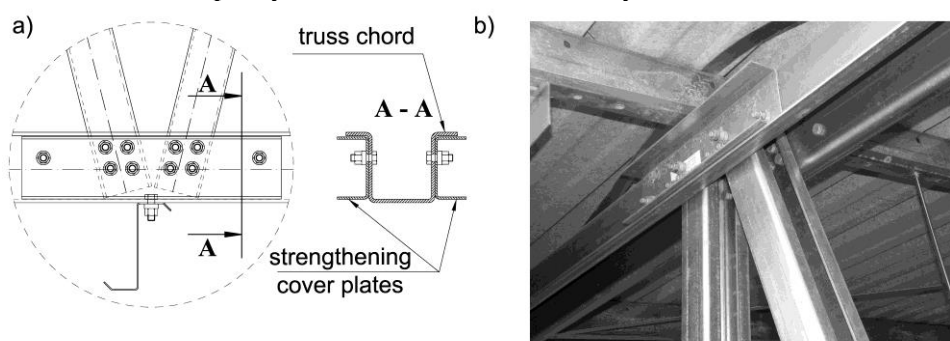 a)
b)
truss chord
A
A - A
A
strengthening
cover plates